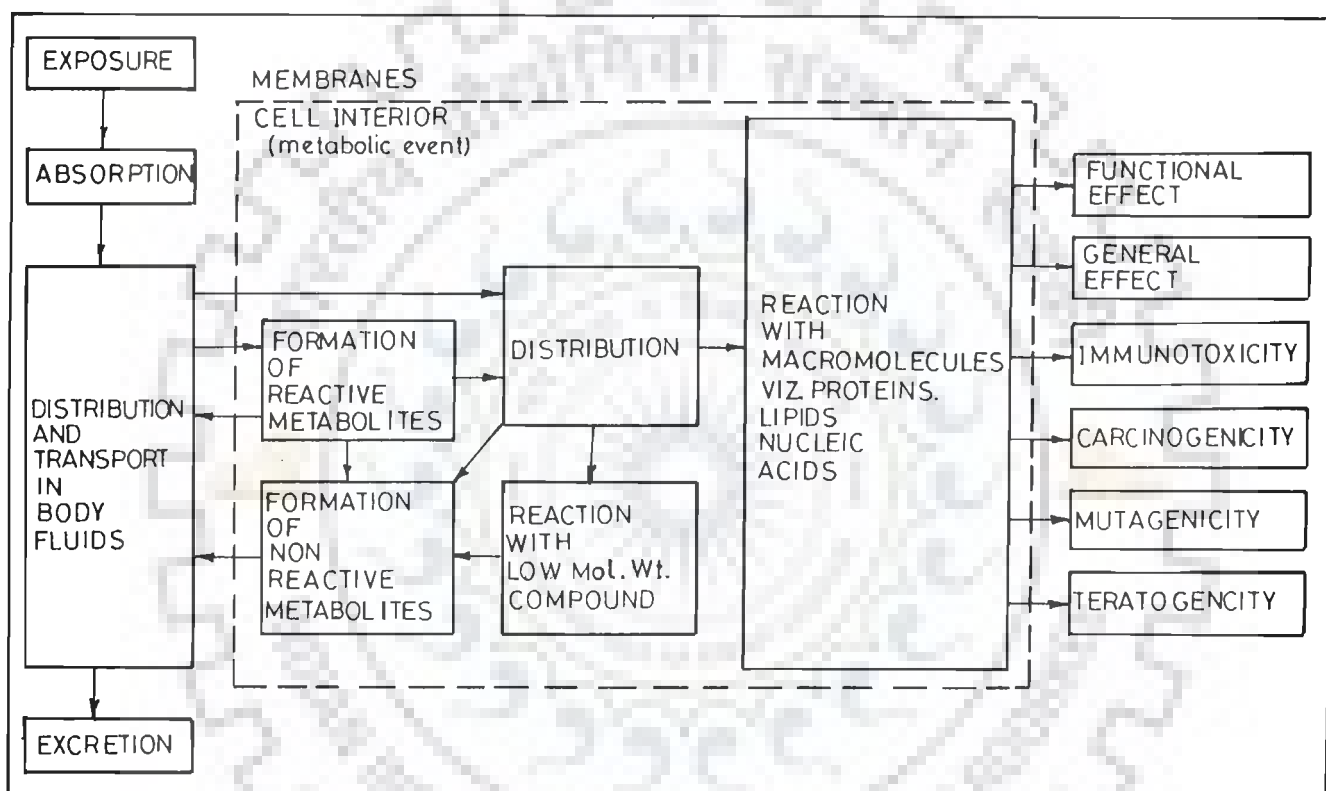 EXPOSURE
ABSORPTION
DISTRIBUTION
AND
TRANSPORT
IN
BODY
FLUIDS
EXCRETION
MEMBRANES
CELL INTERIOR
(metabolic event)
FORMATION
OF
REACTIVE
METABOLITES
DISTRIBUTION
FORMATION
OF
NON
REACTIVE
METABOLITES
REACTION
WITH
LOW Mol. Wt.
COMPOUND
REACTION
WITH
MACROMOLECULES
VIZ. PROTEINS.
LIPIDS
NUCLEIC
ACIDS
FUNCTIONAL
EFFECT
GENERAL
EFFECT
IMMUNOTOXICITY
CARCINOGENICITY
MUTAGENICITY
TERATOGENCITY